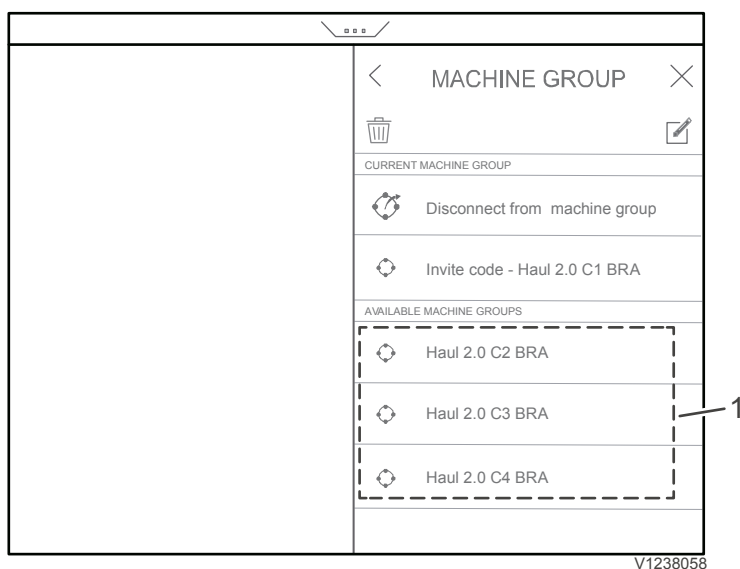 MACHINE GROUP
CURRENT MACHINE GROUP
Disconnect from machine group
Invite code - Haul 2.0 C1 BRA
AVAILABLE MACHINE GROUPS
Haul 2.0 C2 BRA
Haul 2.0 C3 BRA
1
Haul 2.0 C4 BRA
V1238058